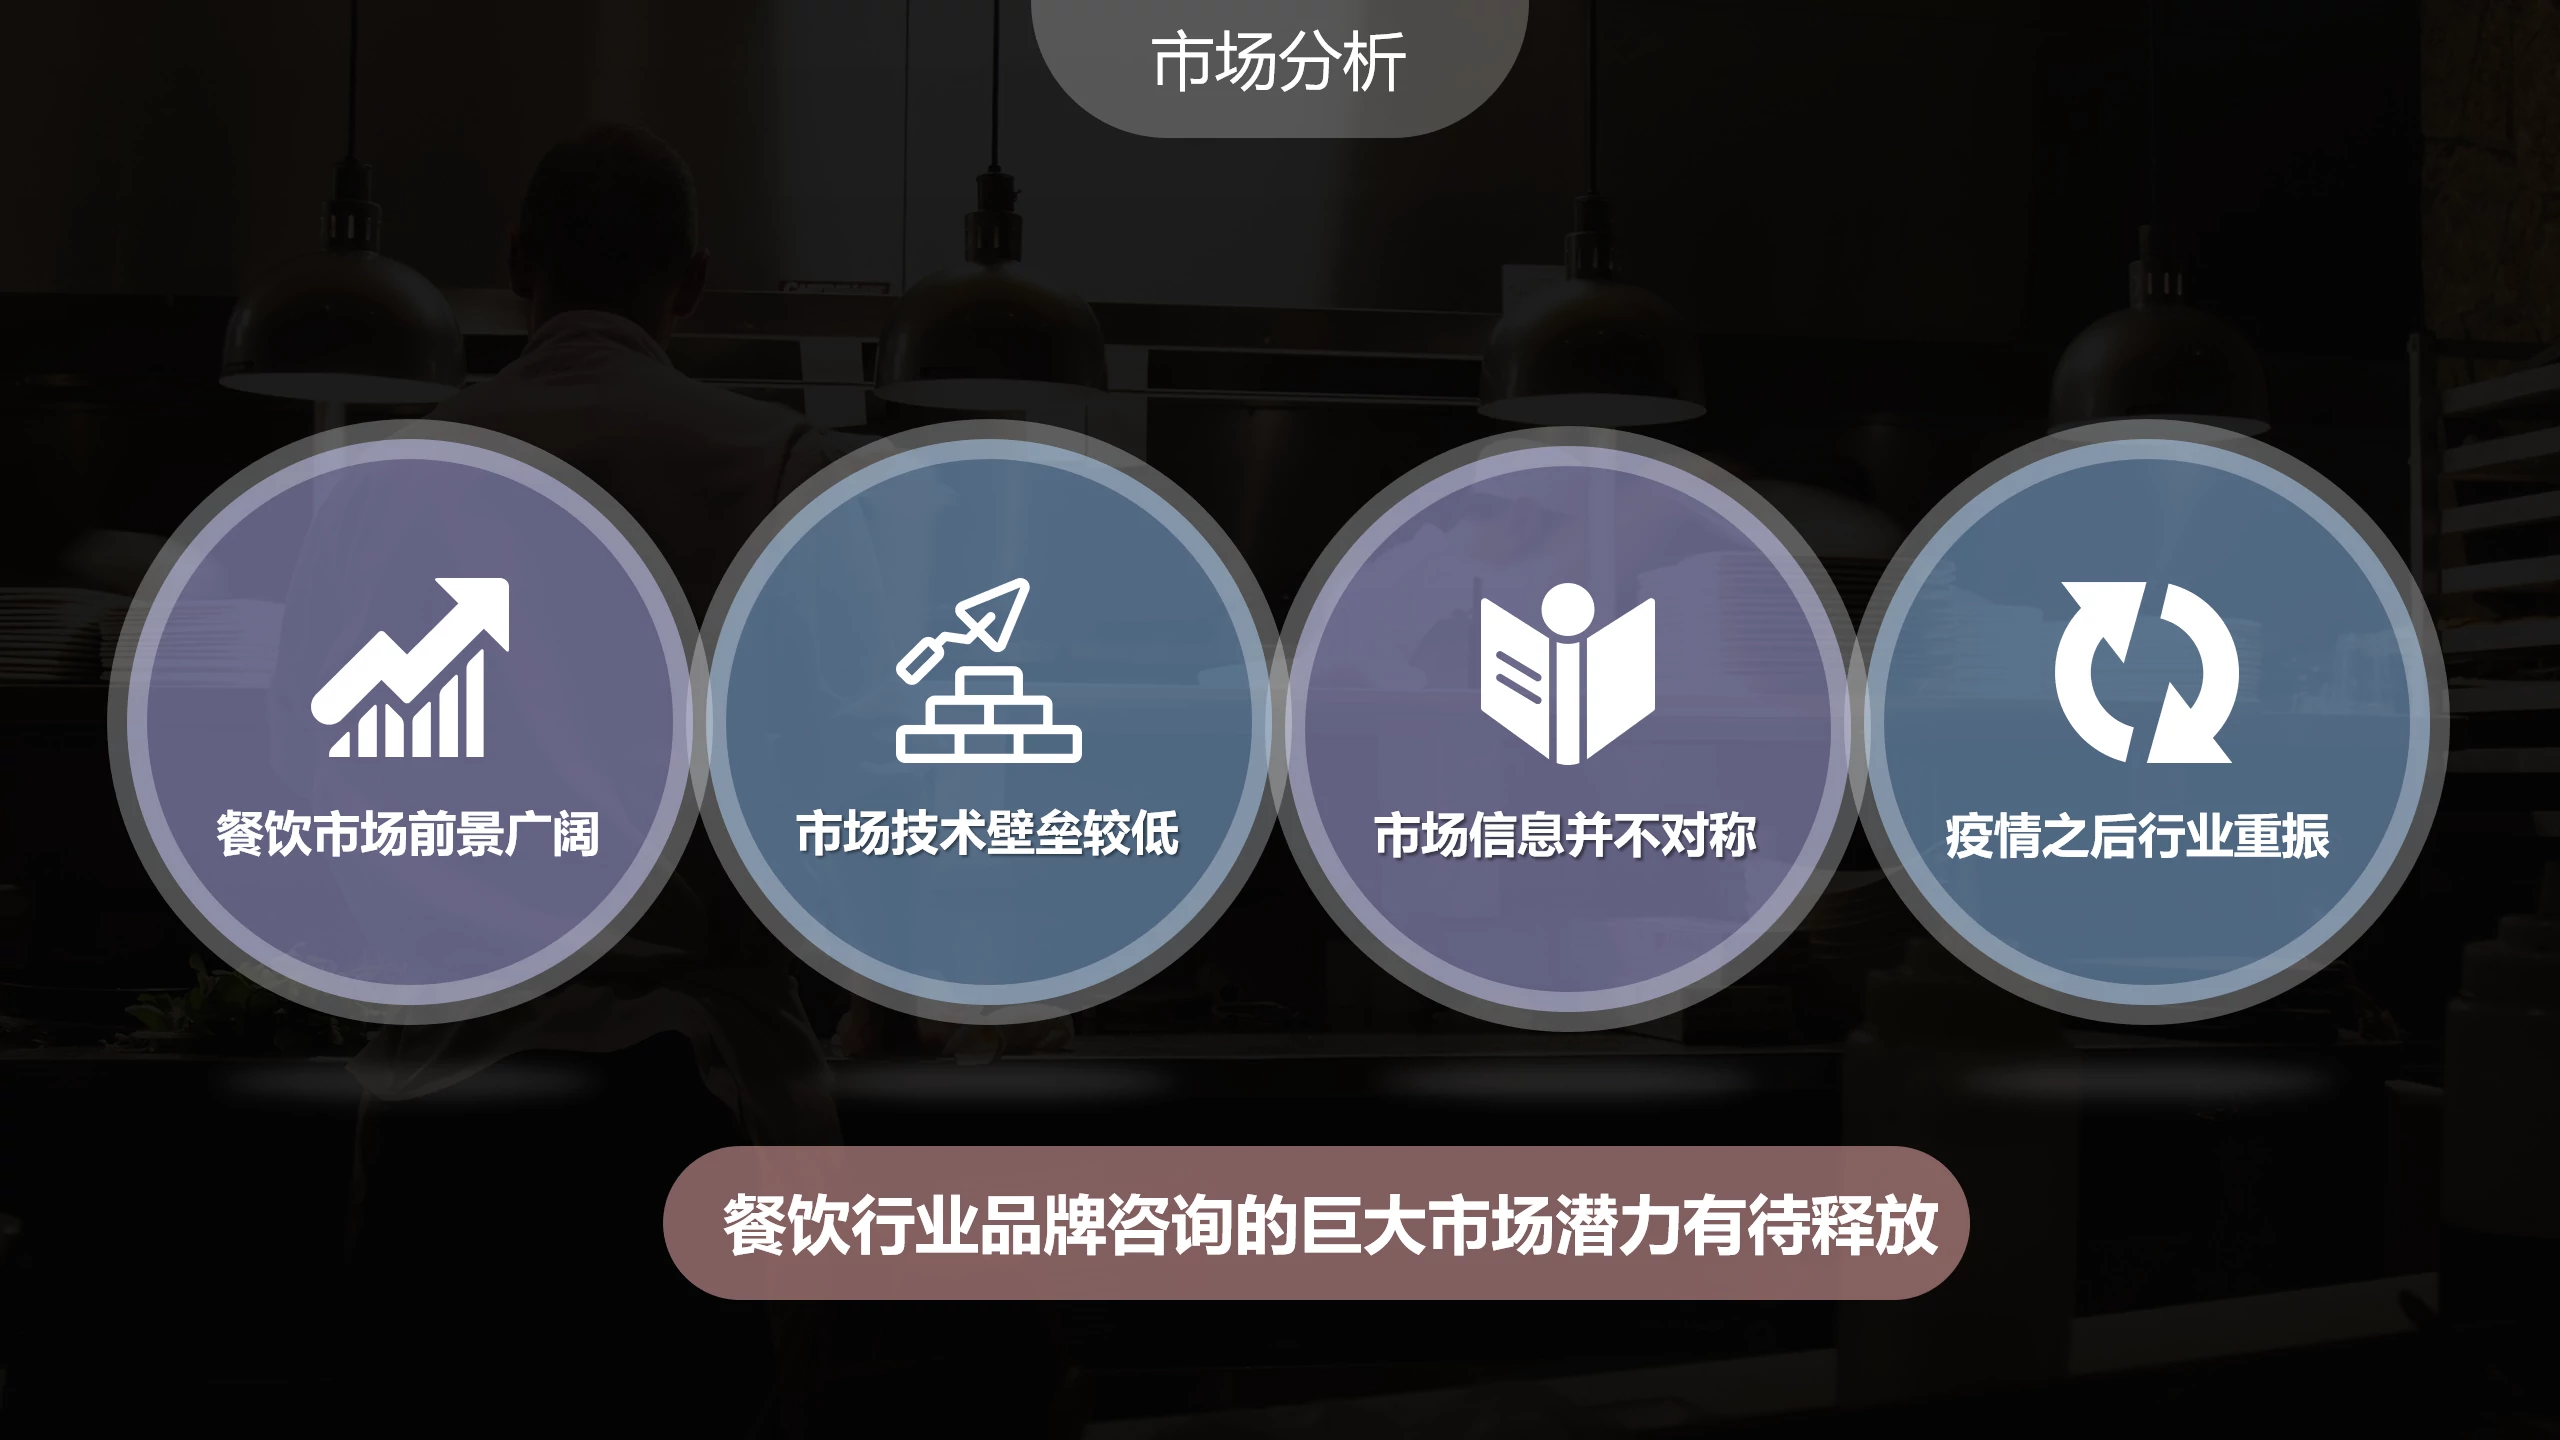 市场分析
餐饮市场前景广阔
市场技术壁垒较低
市场信息并不对称
疫情之后行业重振
餐饮行业品牌咨询的巨大市场潜力有待释放